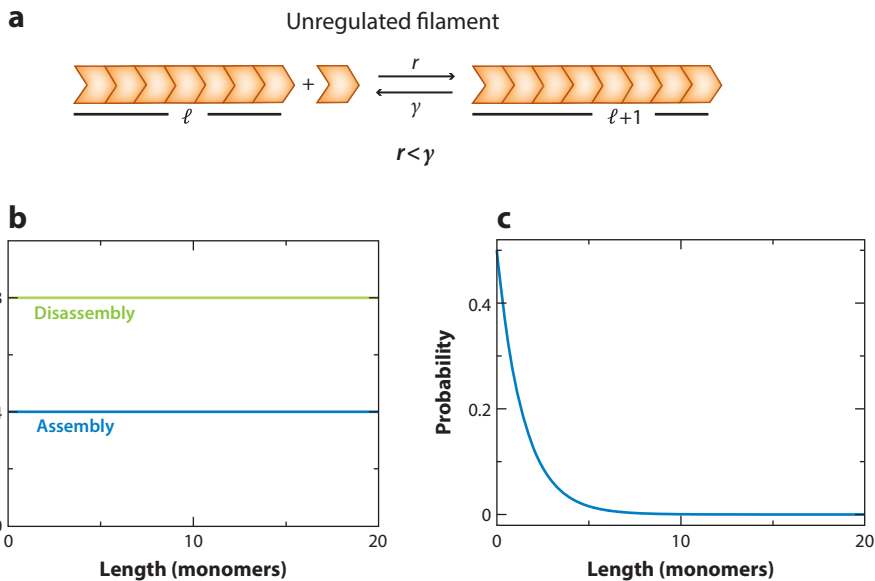 a
Unregulated filament
+
r
γ
ℓ
ℓ+1
r < γ
b
Disassembly
Assembly
0
20
Length (monomers)
c
0.4
0.2
0
Probability
0
10
20
Length (monomers)